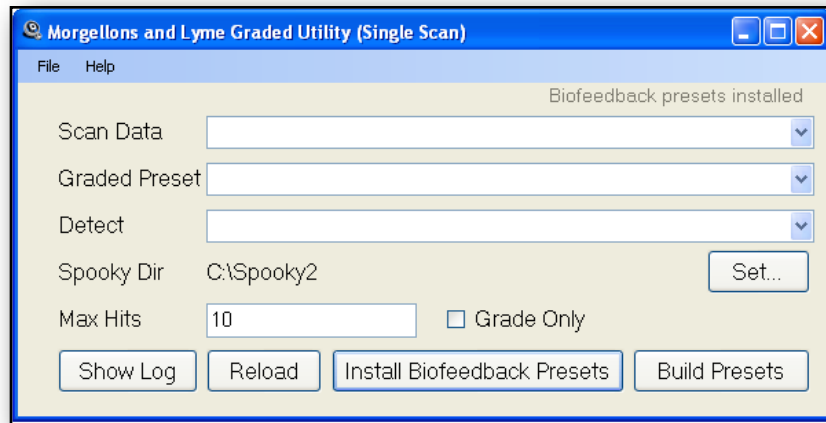 Morgellons and Lyme Graded Utility (Single Scan)
File Help
Biofeedback presets installed
Scan Data
Graded Preset
Detect
Spooky Dir C:\Spooky2 Set...
Max Hits 10 Grade Only
Show Log Reload Install Biofeedback Presets Build Presets